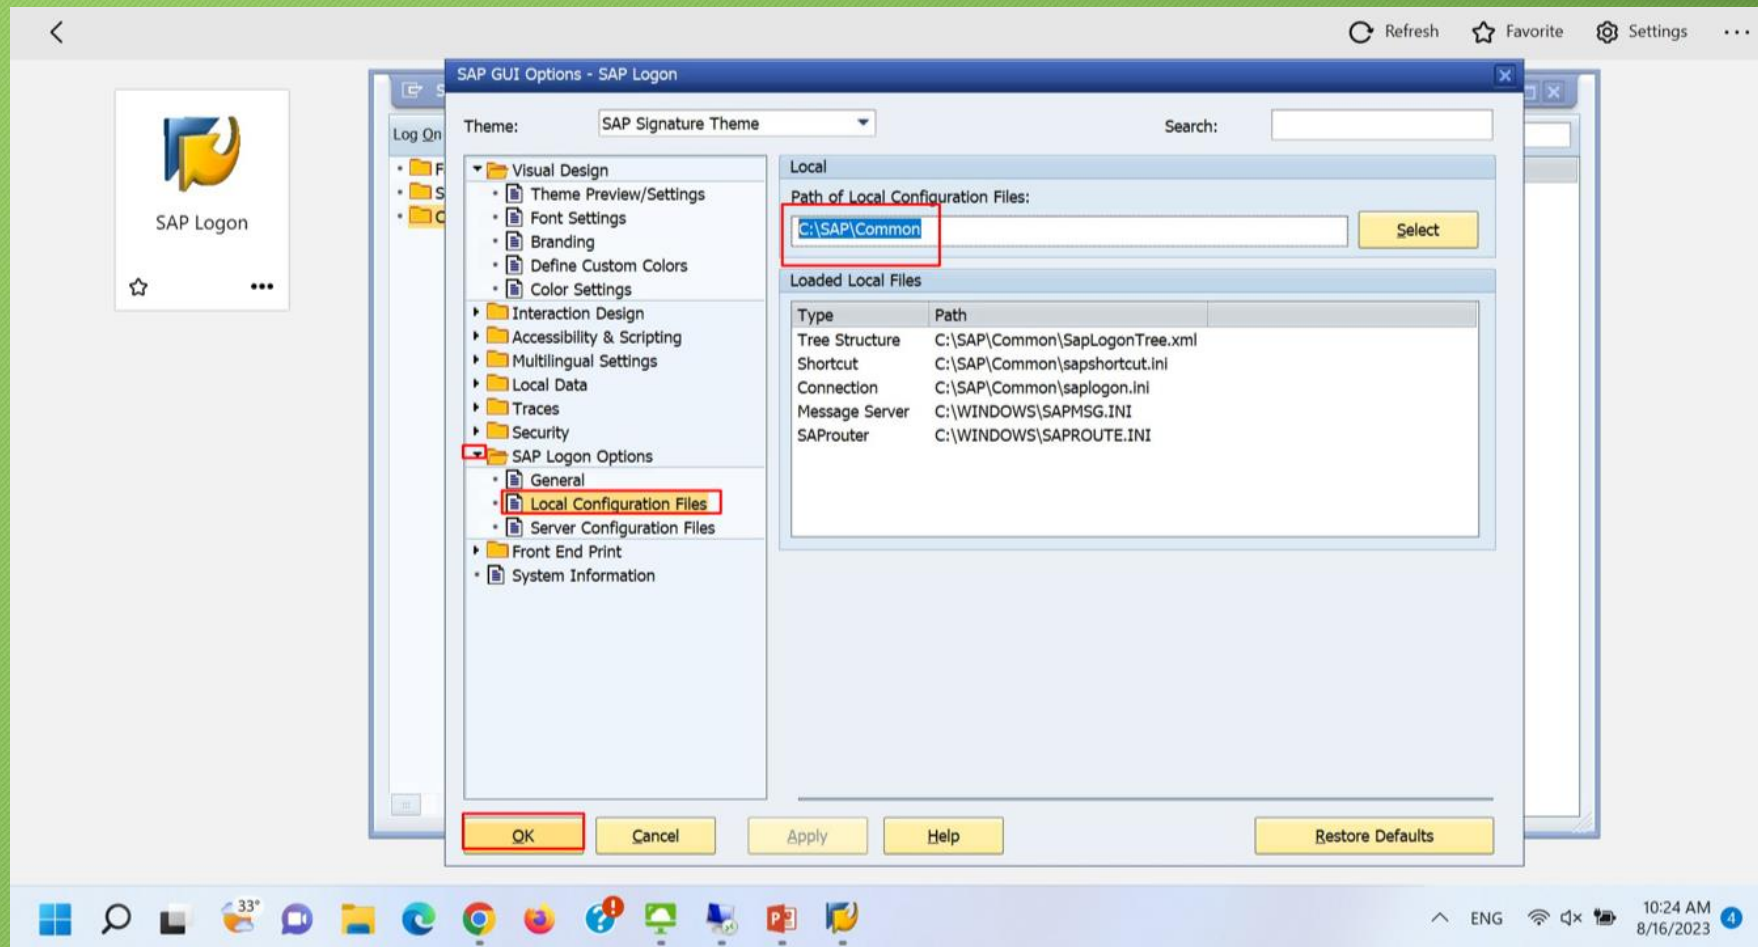 Refresh Favorite Settings
SAP GUI Options - SAP Logon
S
Theme: SAP Signature Theme Search:
Log On
F
S
C
SAP Logon
Visual Design
Theme Preview/Settings
Font Settings
Branding
Define Custom Colors
Color Settings
Interaction Design
Accessibility & Scripting
Multilingual Settings
Local Data
Traces
Security
SAP Logon Options
General
Local Configuration Files
Server Configuration Files
Front End Print
System Information
Local
Path of Local Configuration Files:
C:\SAP\Common Select
Loaded Local Files
Type Path
Tree Structure C:\SAP\Common\SapLogonTree.xml
Shortcut C:\SAP\Common\sapshortcut.ini
Connection C:\SAP\Common\saplogon.ini
Message Server C:\WINDOWS\SAPMSG.INI
SAProuter C:\WINDOWS\SAPROUTE.INI
OK Cancel Apply Help Restore Defaults
33°
ENG
10:24 AM
8/16/2023
4